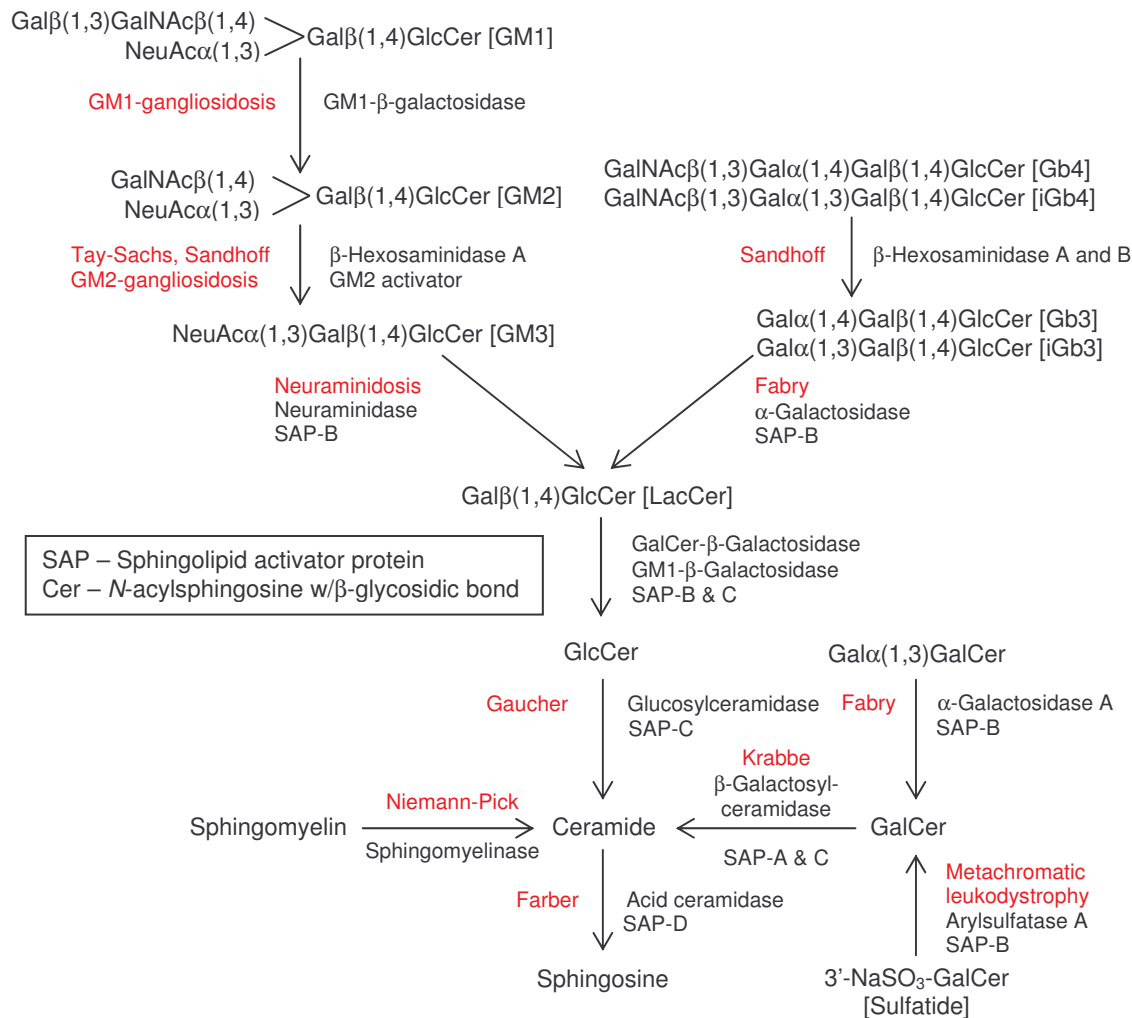 Galβ(1,3)GalNAcβ(1,4)
NeuAcα(1,3)
Galβ(1,4)GlcCer [GM1]
GM1-gangliosidosis
GM1-β-galactosidase
GalNAcβ(1,4)
NeuAcα(1,3)
Galβ(1,4)GlcCer [GM2]
GalNAcβ(1,3)Galα(1,4)Galβ(1,4)GlcCer [Gb4]
GalNAcβ(1,3)Galα(1,3)Galβ(1,4)GlcCer [iGb4]
Tay-Sachs, Sandhoff
GM2-gangliosidosis
β-Hexosaminidase A
GM2 activator
Sandhoff
β-Hexosaminidase A and B
NeuAcα(1,3)Galβ(1,4)GlcCer [GM3]
Galα(1,4)Galβ(1,4)GlcCer [Gb3]
Galα(1,3)Galβ(1,4)GlcCer [iGb3]
Neuraminidosis
Neuraminidase
SAP-B
Fabry
α-Galactosidase
SAP-B
Galβ(1,4)GlcCer [LacCer]
SAP – Sphingolipid activator protein
Cer – N-acylsphingosine w/β-glycosidic bond
GalCer-β-Galactosidase
GM1-β-Galactosidase
SAP-B & C
GlcCer
Galα(1,3)GalCer
Gaucher
Glucosylceramidase
SAP-C
Fabry
α-Galactosidase A
SAP-B
Krabbe
β-Galactosyl-
ceramidase
Niemann-Pick
Sphingomyelin
Sphingomyelinase
Ceramide
GalCer
SAP-A & C
Farber
Acid ceramidase
SAP-D
Metachromatic
leukodystrophy
Arylsulfatase A
SAP-B
Sphingosine
3’-NaSO₃-GalCer
[Sulfatide]